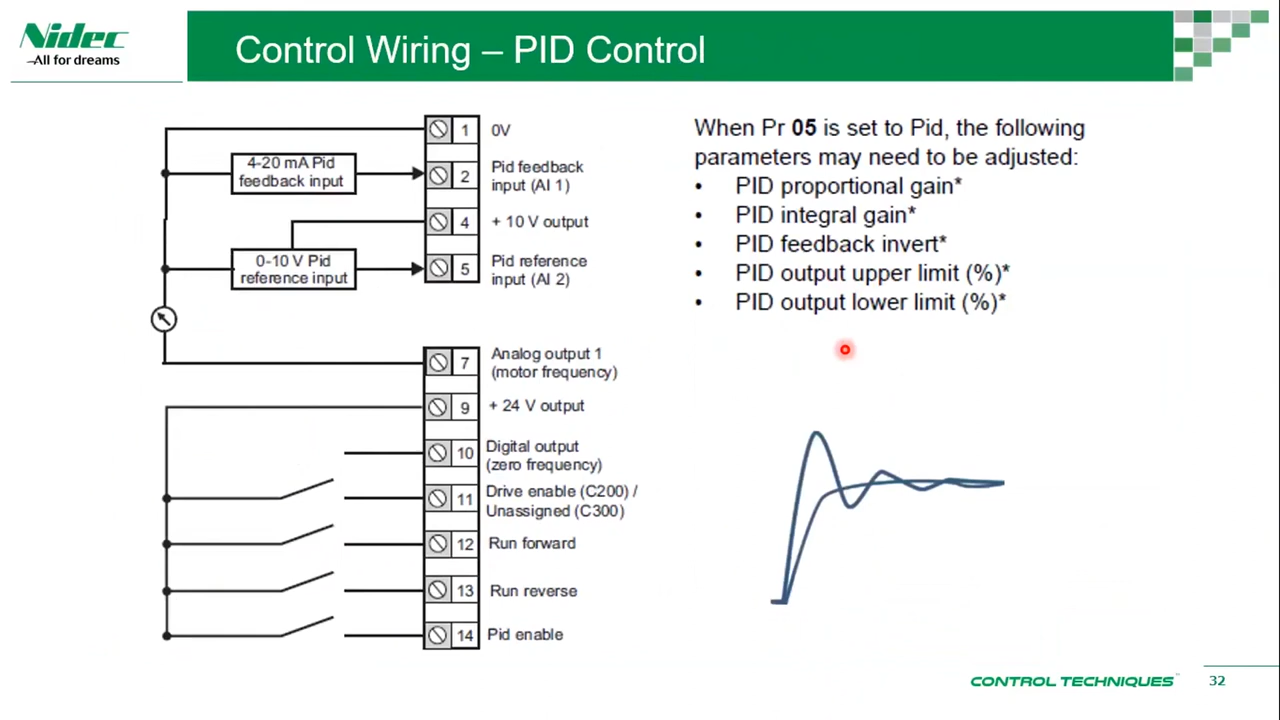 Nidec
All for dreams
Control Wiring – PID Control
1 0V
4-20 mA Pid
feedback input
2 Pid feedback
input (AI 1)
4 + 10 V output
0-10 V Pid
reference input
5 Pid reference
input (AI 2)
7 Analog output 1
(motor frequency)
9 + 24 V output
10 Digital output
(zero frequency)
11 Drive enable (C200) /
Unassigned (C300)
12 Run forward
13 Run reverse
14 Pid enable
When Pr 05 is set to Pid, the following
parameters may need to be adjusted:
• PID proportional gain*
• PID integral gain*
• PID feedback invert*
• PID output upper limit (%)*
• PID output lower limit (%)*
CONTROL TECHNIQUES™
32